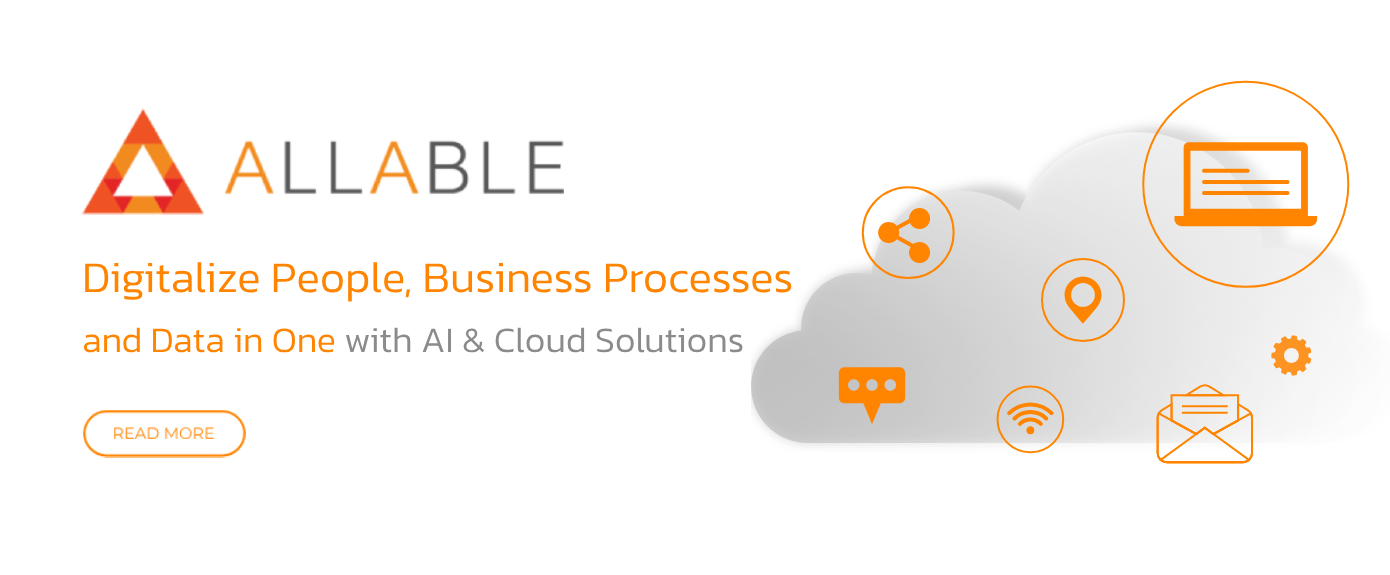 ALLABLE
Digitalize People, Business Processes
and Data in One with AI & Cloud Solutions
READ MORE